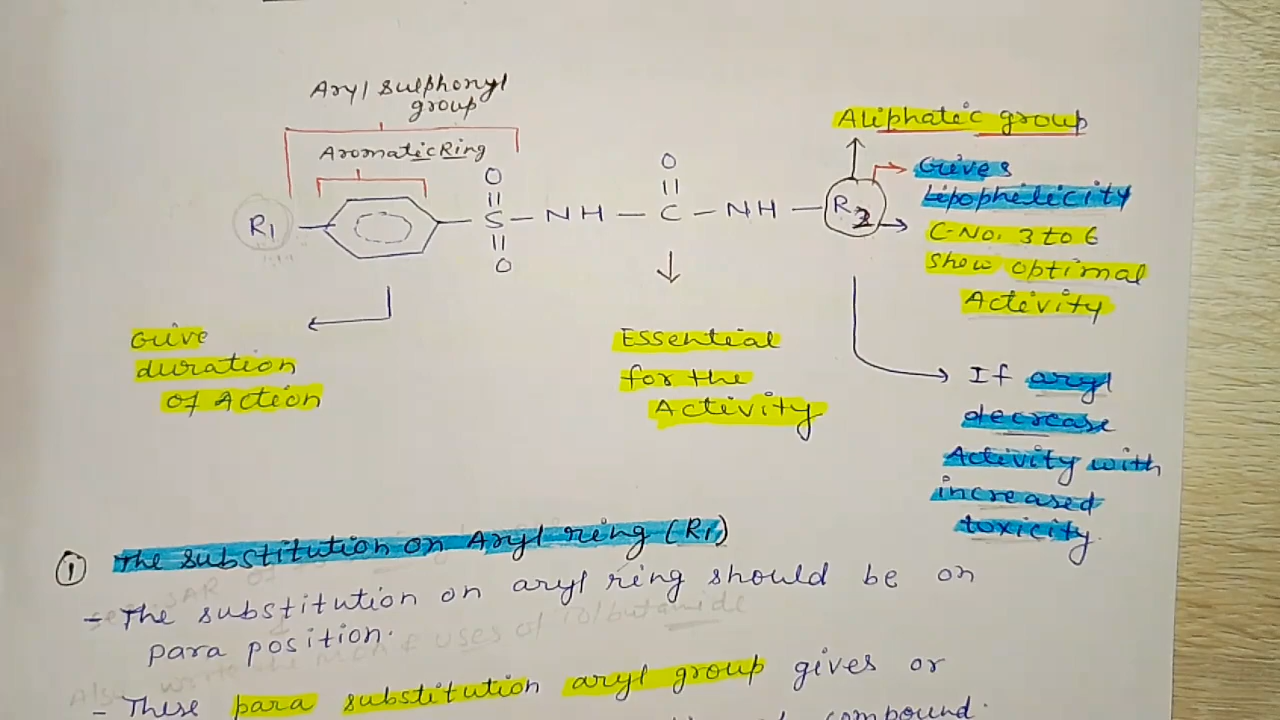 Aryl Sulphonyl
group
Aromatic Ring
Aliphatic group
Gives
Lipophilicity
C-No. 3 to 6
Show optimal
Activity
O
O
R1
S
NH
C
NH
R2
O
Give
duration
of Action
Essential
for the
Activity
If aryl
decrease
Activity with
increased
toxicity.
① The substitution on Aryl ring (R1)
- The substitution on aryl ring should be on
para position.
- These para substitution aryl group gives or
compound.